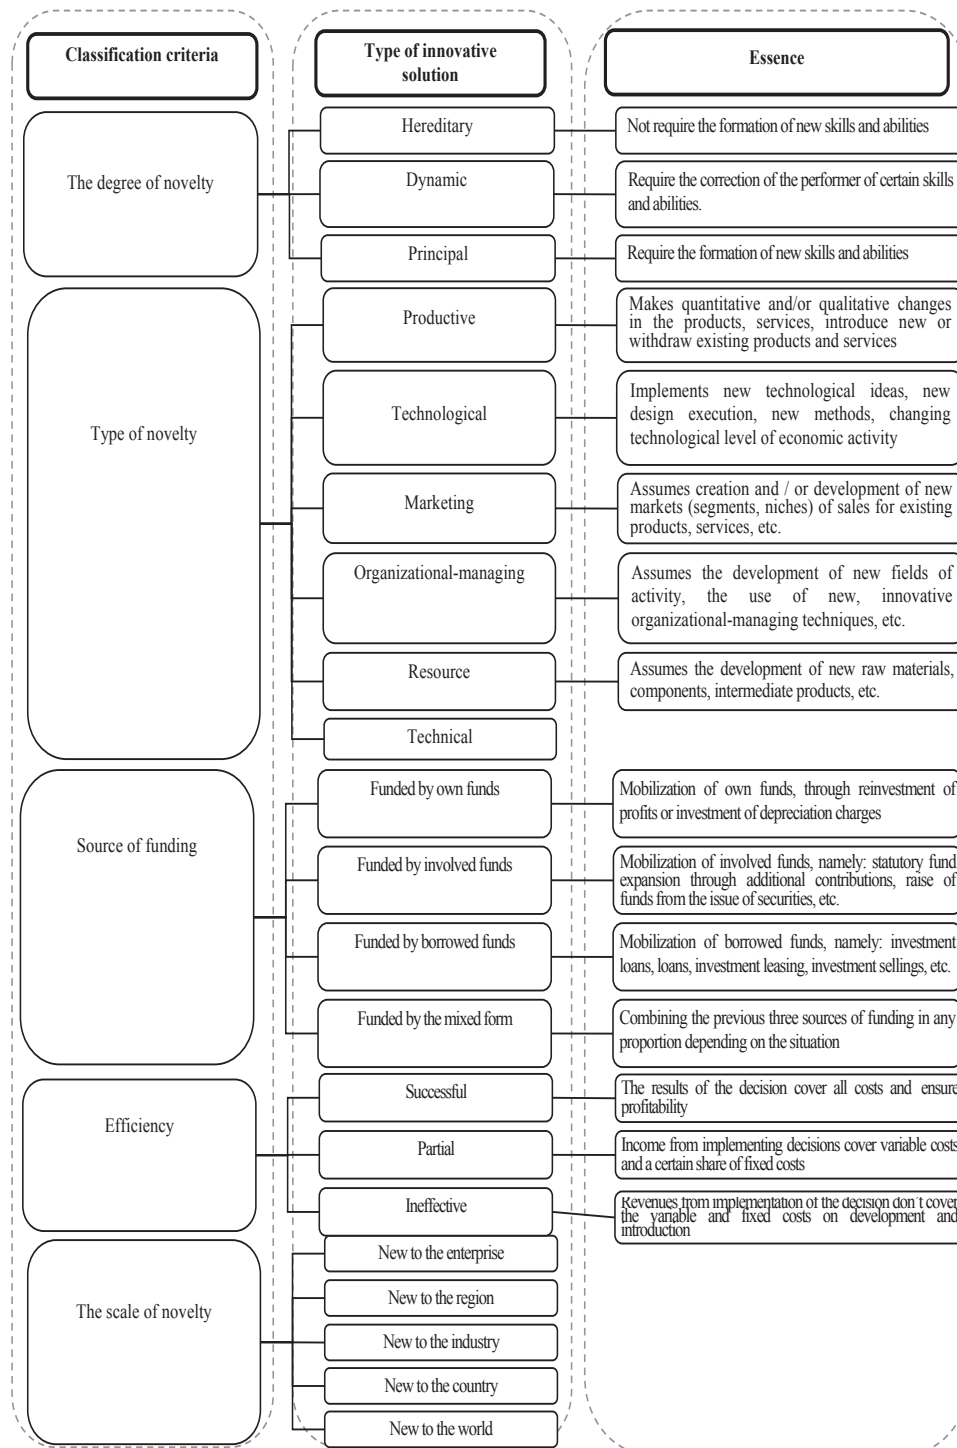 Classification criteria
Type of innovative
solution
Essence
The degree of novelty
Hereditary
Not require the formation of new skills and abilities
Dynamic
Require the correction of the performer of certain skills
and abilities.
Principal
Require the formation of new skills and abilities
Type of novelty
Productive
Makes quantitative and/or qualitative changes
in the products, services, introduce new or
withdraw existing products and services
Technological
Implements new technological ideas, new
design execution, new methods, changing
technological level of economic activity
Marketing
Assumes creation and / or development of new
markets (segments, niches) of sales for existing
products, services, etc.
Organizational-managing
Assumes the development of new fields of
activity, the use of new, innovative
organizational-managing techniques, etc.
Resource
Assumes the development of new raw materials,
components, intermediate products, etc.
Technical
Source of funding
Funded by own funds
Mobilization of own funds, through reinvestment of
profits or investment of depreciation charges
Funded by involved funds
Mobilization of involved funds, namely: statutory fund
expansion through additional contributions, raise of
funds from the issue of securities, etc.
Funded by borrowed funds
Mobilization of borrowed funds, namely: investment
loans, loans, investment leasing, investment sellings, etc.
Funded by the mixed form
Combining the previous three sources of funding in any
proportion depending on the situation
Efficiency
Successful
The results of the decision cover all costs and ensure
profitability
Partial
Income from implementing decisions cover variable costs
and a certain share of fixed costs
Ineffective
Revenues from implementation of the decision don´t cover
the variable and fixed costs on development and
introduction
The scale of novelty
New to the enterprise
New to the region
New to the industry
New to the country
New to the world